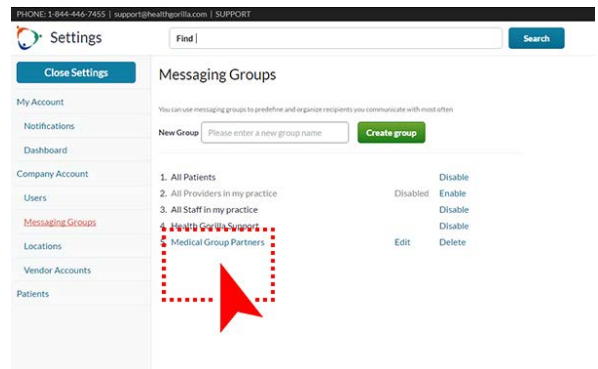 PHONE: 1-844-446-7455 | support@healthgorilla.com | SUPPORT
Settings
Find
Search
Close Settings
My Account
Notifications
Dashboard
Company Account
Users
Messaging Groups
Locations
Vendor Accounts
Patients
Messaging Groups
You can use messaging groups to predefine and organize recipients you communicate with most often
New Group Please enter a new group name Create group
1. All Patients Disable
2. All Providers in my practice Disabled Enable
3. All Staff in my practice Disable
4. Health Gorilla Support Disable
5. Medical Group Partners Edit Delete